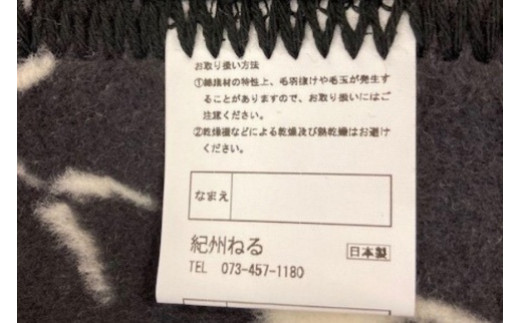 お取り扱い方法
①繊維材の特性上、毛羽抜けや毛玉が発生す
ることがありますので、お取り扱いにはご
注意ください。
②乾燥機などによる乾燥及び熱乾燥はお避け
ください。
なまえ
紀州ねる 日本製
TEL 073-457-1180